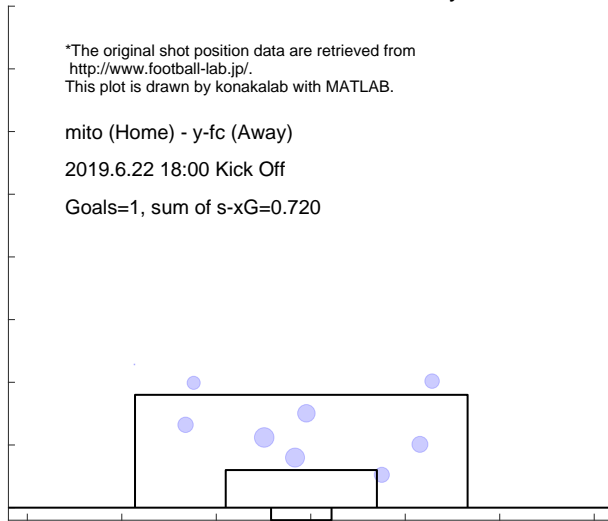 *The original shot position data are retrieved from
http://www.football-lab.jp/.
This plot is drawn by konakalab with MATLAB.
mito (Home) - y-fc (Away)
2019.6.22 18:00 Kick Off
Goals=1, sum of s-xG=0.720